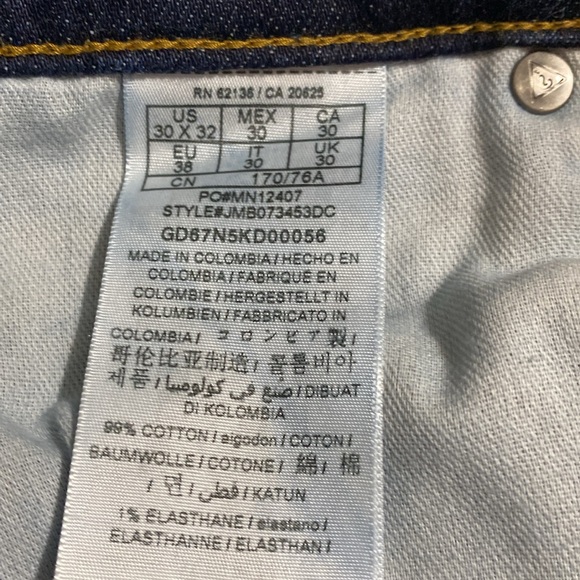 RN 62136 / CA 20625
US MEX CA
30 X 32 30 30
EU IT UK
38 30 30
CN 170/76A
PO#MN12407
STYLE#JMB073453DC
GD67N5KD00056
MADE IN COLOMBIA / HECHO EN
COLOMBIA / FABRIQUÉ EN
COLOMBIE / HERGESTELLT IN
KOLUMBIEN / FABBRICATO IN
COLOMBIA / コロンビア製 /
哥伦比亚制造 / 콜롬비아
제품 / صنع في كولومبيا / DIBUAT
DI KOLOMBIA
99% COTTON / algodon / COTON /
BAUMWOLLE / COTONE / 綿 / 棉
/ 면 / قطن / KATUN
1% ELASTHANE / elastano /
ELASTHANNE / ELASTHAN /